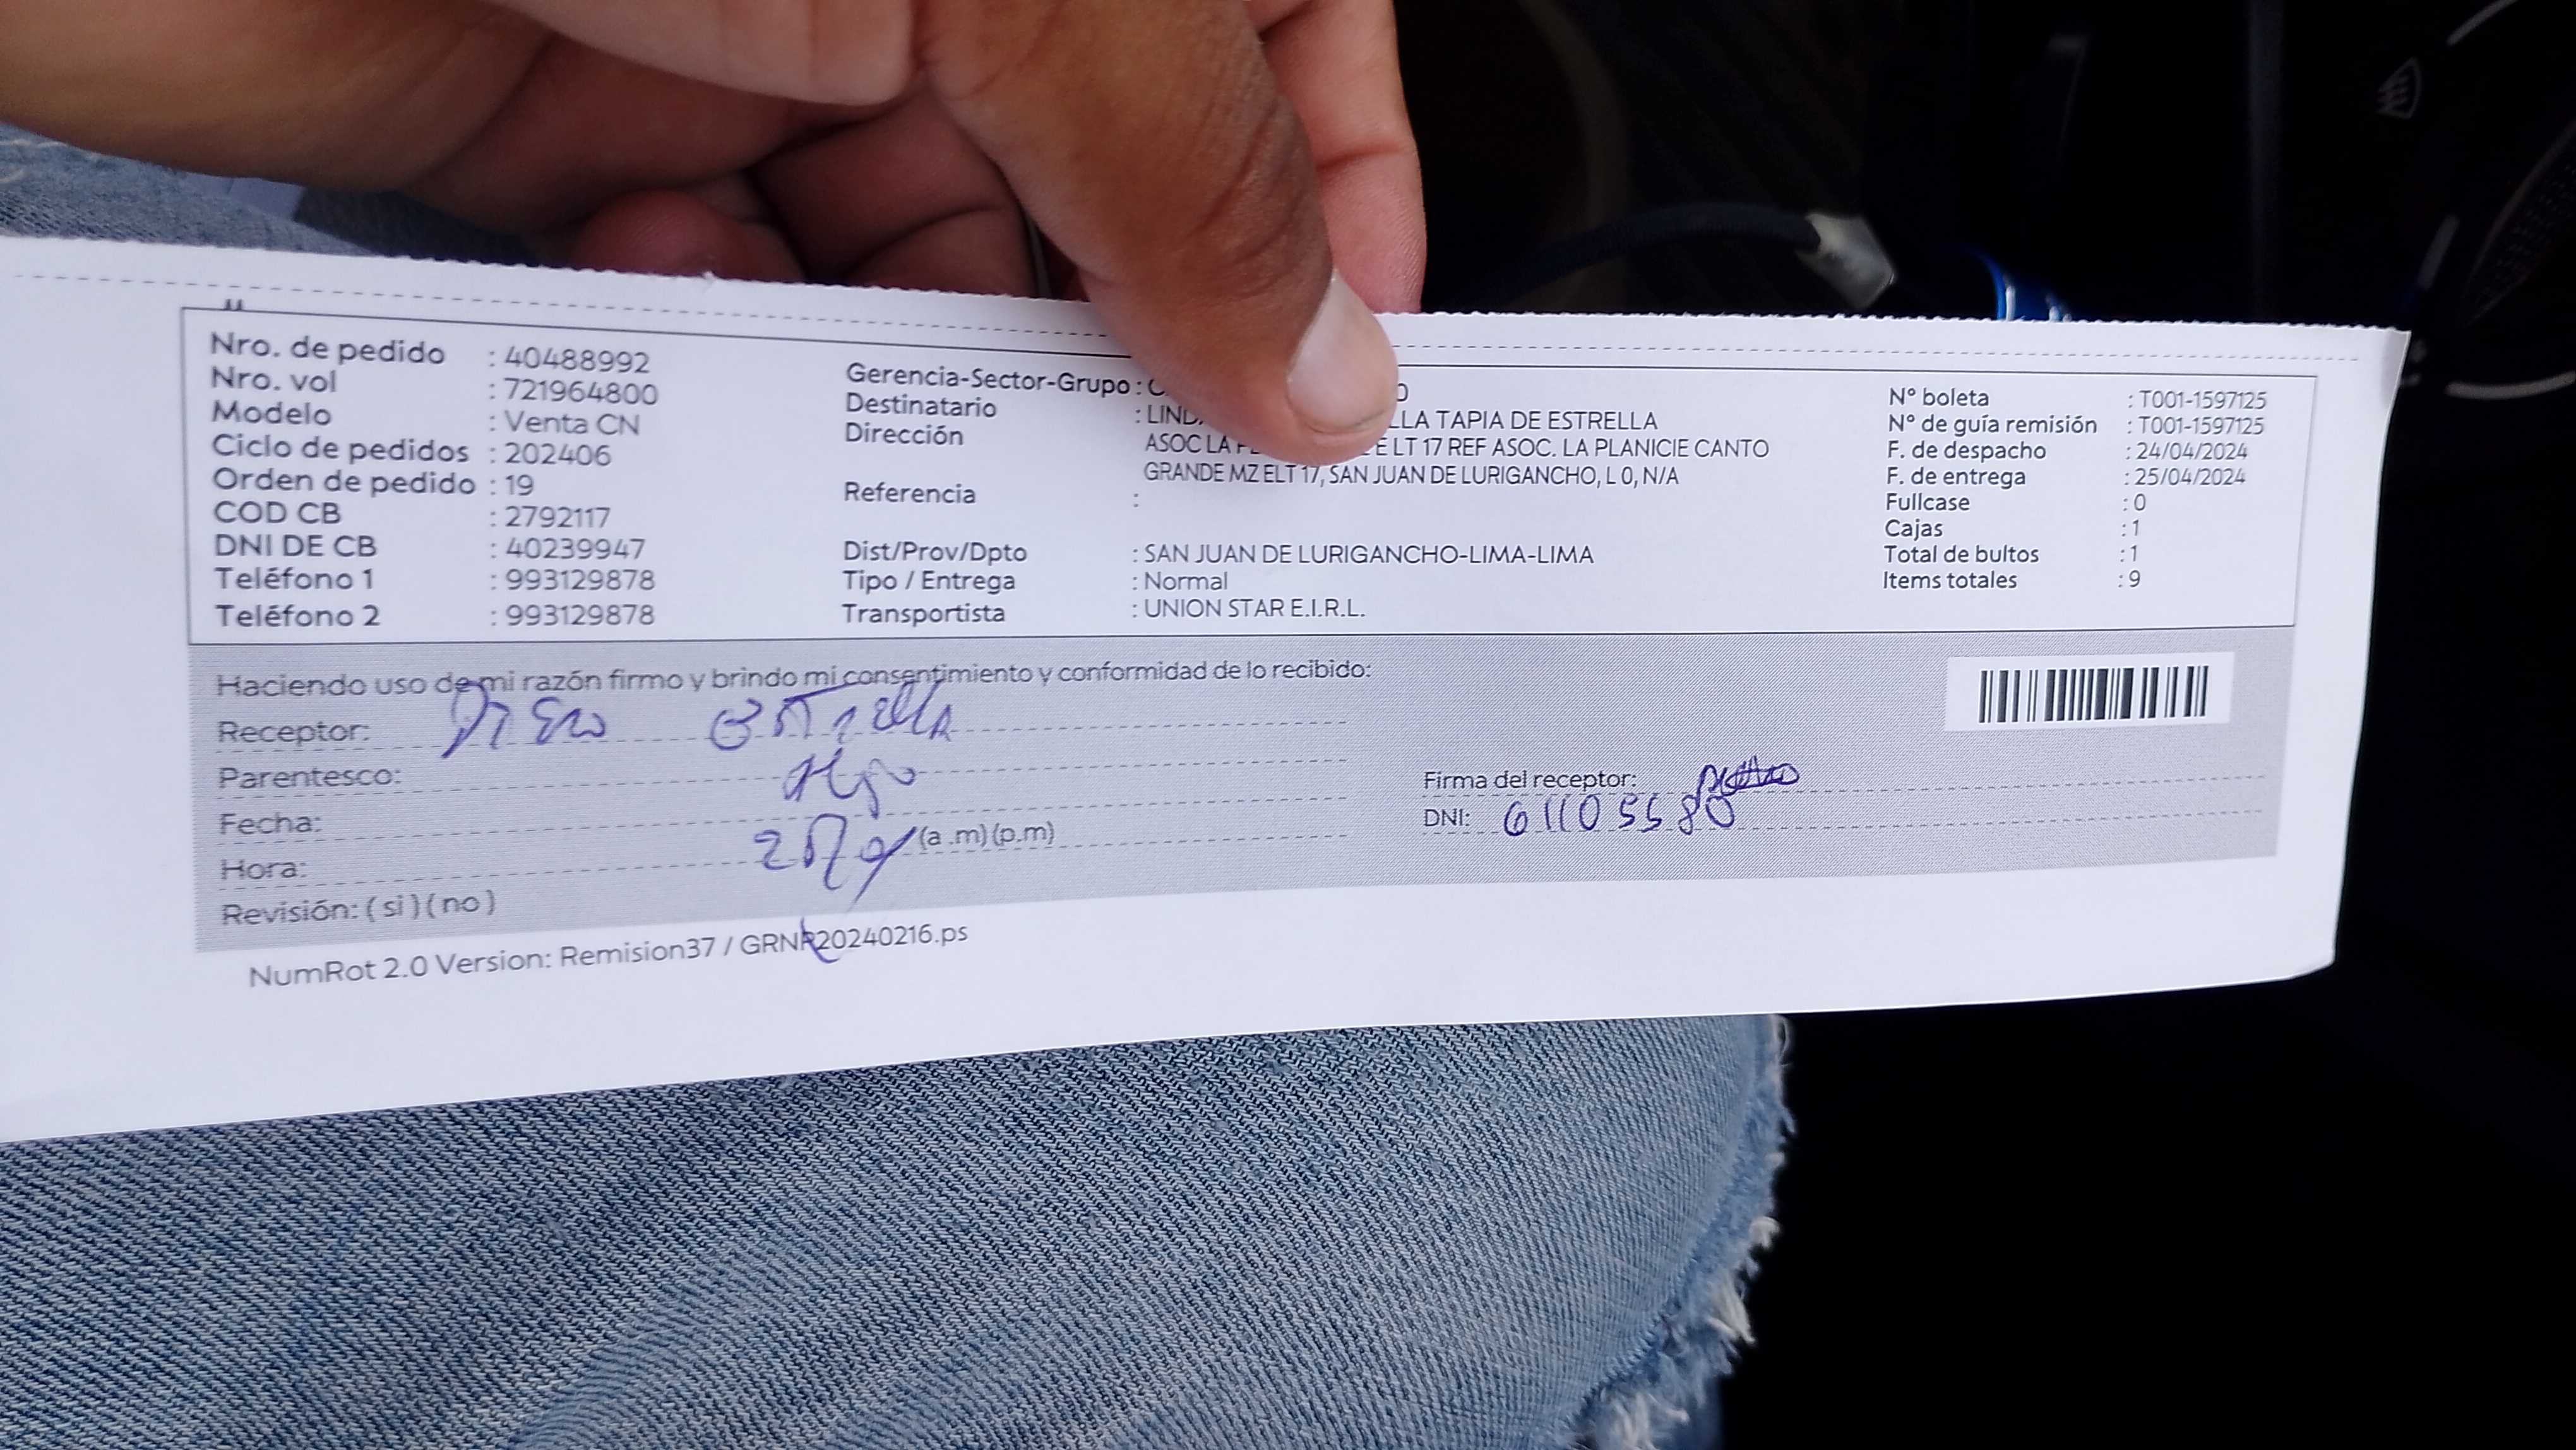 Nro. de pedido : 40488992
Nro. vol : 721964800
Modelo : Venta CN
Ciclo de pedidos : 202406
Orden de pedido : 19
COD CB : 2792117
DNI DE CB : 40239947
Teléfono 1 : 993129878
Teléfono 2 : 993129878
Gerencia-Sector-Grupo :
Destinatario : LLA TAPIA DE ESTRELLA
Dirección ASOC LA E LT 17 REF ASOC. LA PLANICIE CANTO
GRANDE MZ ELT 17, SAN JUAN DE LURIGANCHO, L 0, N/A
Referencia :
Dist/Prov/Dpto : SAN JUAN DE LURIGANCHO-LIMA-LIMA
Tipo / Entrega : Normal
Transportista : UNION STAR E.I.R.L.
N° boleta : T001-1597125
N° de guía remisión : T001-1597125
F. de despacho : 24/04/2024
F. de entrega : 25/04/2024
Fullcase : 0
Cajas : 1
Total de bultos : 1
Items totales : 9
Haciendo uso de mi razón firmo y brindo mi consentimiento y conformidad de lo recibido:
Receptor: Estrella
Parentesco: Hijo
Fecha:
Hora: (a .m) (p.m)
Revisión: ( si ) ( no )
Firma del receptor:
DNI: 61105580
NumRot 2.0 Version: Remision37 / GRNR20240216.ps